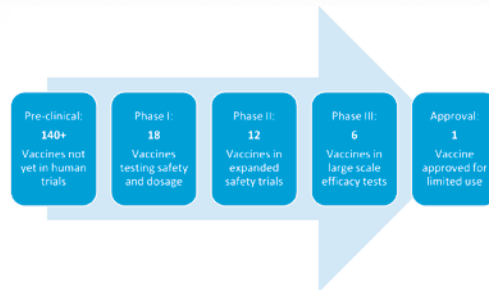 Pre-clinical:
140+
Vaccines not
yet in human
trials
Phase I:
18
Vaccines
testing safety
and dosage
Phase II:
12
Vaccines in
expanded
safety trials
Phase III:
6
Vaccines in
large scale
efficacy tests
Approval:
1
Vaccine
approved for
limited use